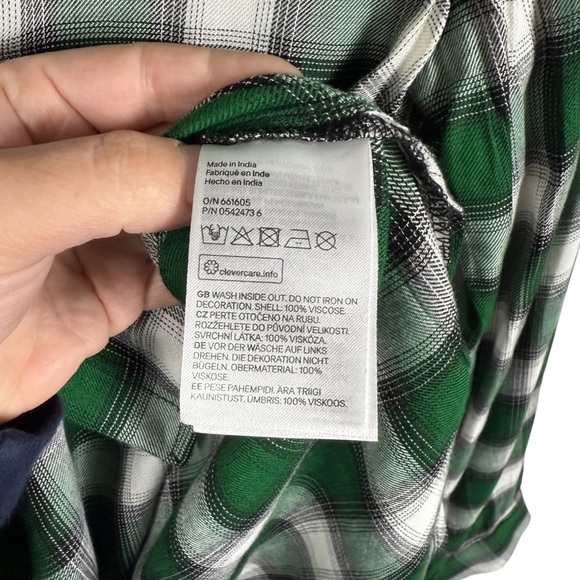 Made in India
Fabriqué en Inde
Hecho en India
O/N 661605
P/N 0542473 6
clevercare.info
GB WASH INSIDE OUT. DO NOT IRON ON
DECORATION. SHELL: 100% VISCOSE.
CZ PERTE OTOČENO NA RUBU.
ROZŽEHLETE DO PŮVODNÍ VELIKOSTI.
SVRCHNÍ LÁTKA: 100% VISKÓZA.
DE VOR DER WÄSCHE AUF LINKS
DREHEN. DIE DEKORATION NICHT
BÜGELN. OBERMATERIAL: 100%
VISKOSE.
EE PESE PAHEMPIDI. ÄRA TRIIGI
KAUNISTUST. ÜMBRIS: 100% VISKOOS.